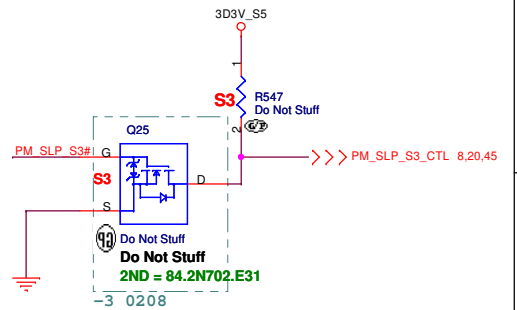 3D3V_S5
1
S3
R547
Do Not Stuff
2
G/P
Q25
PM_SLP_S3#
G
PM_SLP_S3_CTL 8,20,45
S3
D
S
GP
Do Not Stuff
Do Not Stuff
2ND = 84.2N702.E31
-3 0208